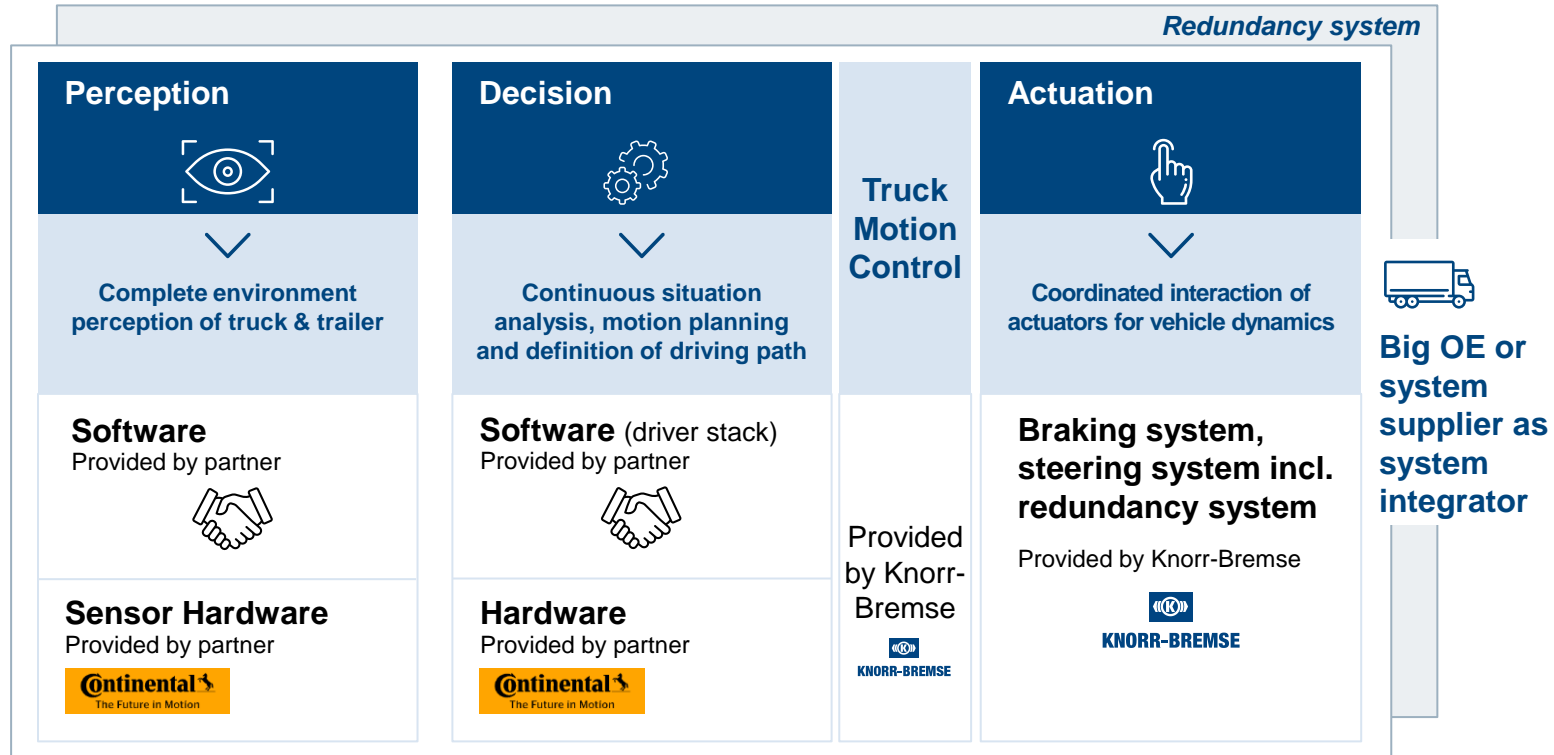 Redundancy system
Perception
Complete environment
perception of truck & trailer
Software
Provided by partner
Sensor Hardware
Provided by partner
Continental
The Future in Motion
Decision
Continuous situation
analysis, motion planning
and definition of driving path
Software (driver stack)
Provided by partner
Hardware
Provided by partner
Continental
The Future in Motion
Truck
Motion
Control
Provided
by Knorr-
Bremse
K
KNORR-BREMSE
Actuation
Coordinated interaction of
actuators for vehicle dynamics
Braking system,
steering system incl.
redundancy system
Provided by Knorr-Bremse
K
KNORR-BREMSE
Big OE or
system
supplier as
system
integrator